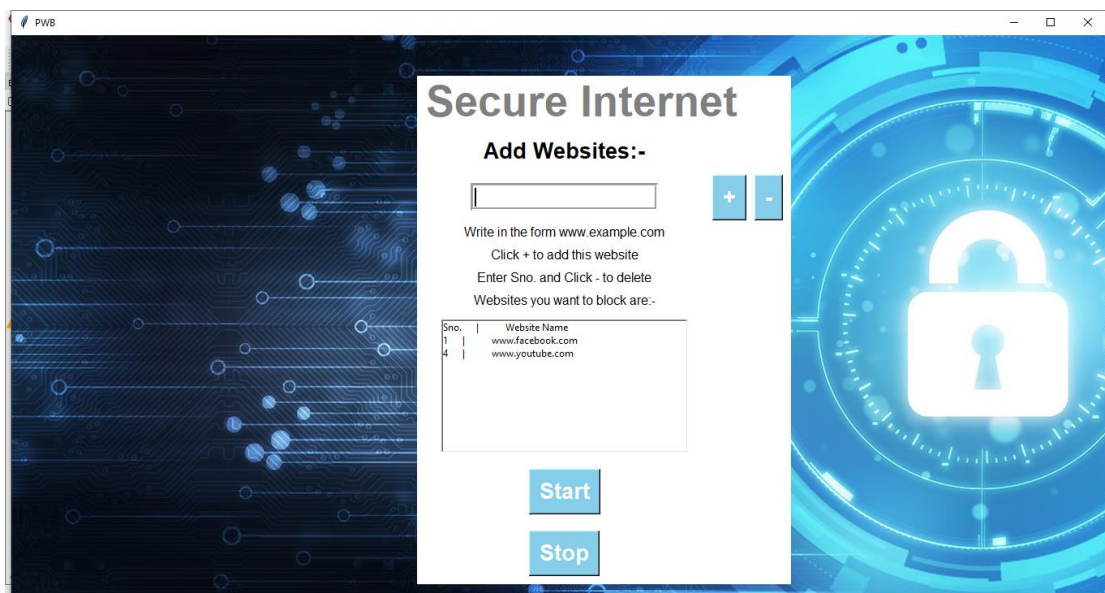 PWB
Secure Internet
Add Websites:-
+ -
Write in the form www.example.com
Click + to add this website
Enter Sno. and Click - to delete
Websites you want to block are:-
Sno. | Website Name
1 | www.facebook.com
4 | www.youtube.com
Start
Stop